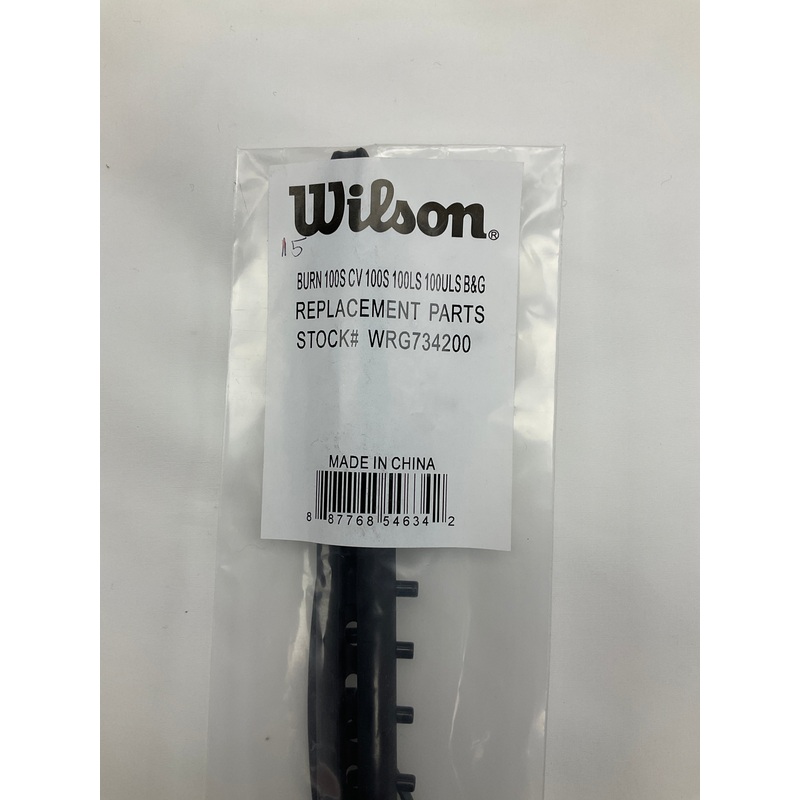 Wilson®
15
BURN 100S CV 100S 100LS 100ULS B&G
REPLACEMENT PARTS
STOCK# WRG734200
MADE IN CHINA
8 87768 54634 2